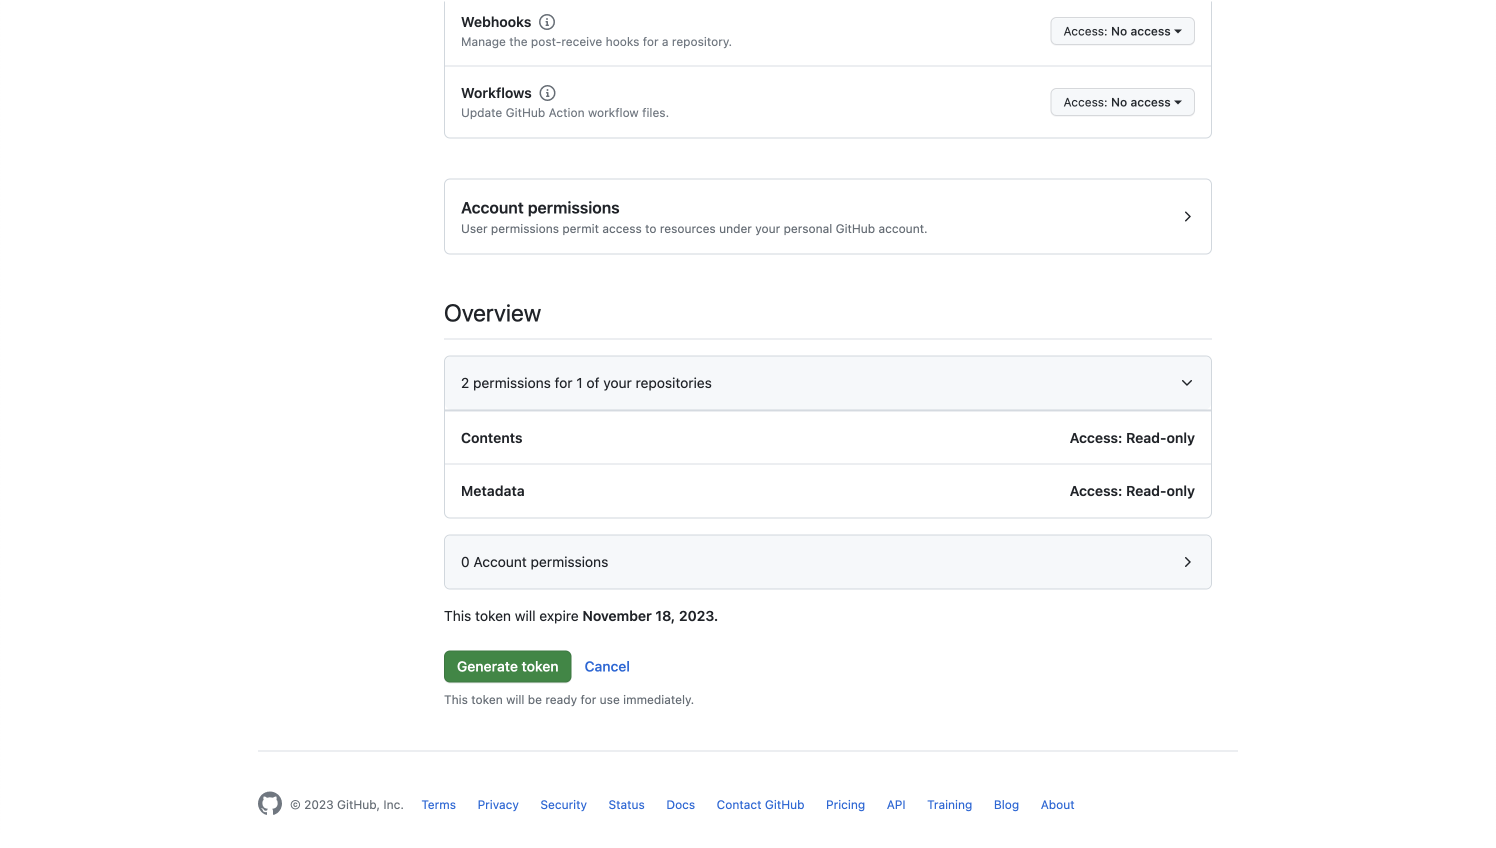 Webhooks
Manage the post-receive hooks for a repository.
Access: No access
Workflows
Update GitHub Action workflow files.
Access: No access
Account permissions
User permissions permit access to resources under your personal GitHub account.
Overview
2 permissions for 1 of your repositories
Contents Access: Read-only
Metadata Access: Read-only
0 Account permissions
This token will expire November 18, 2023.
Generate token Cancel
This token will be ready for use immediately.
© 2023 GitHub, Inc. Terms Privacy Security Status Docs Contact GitHub Pricing API Training Blog About